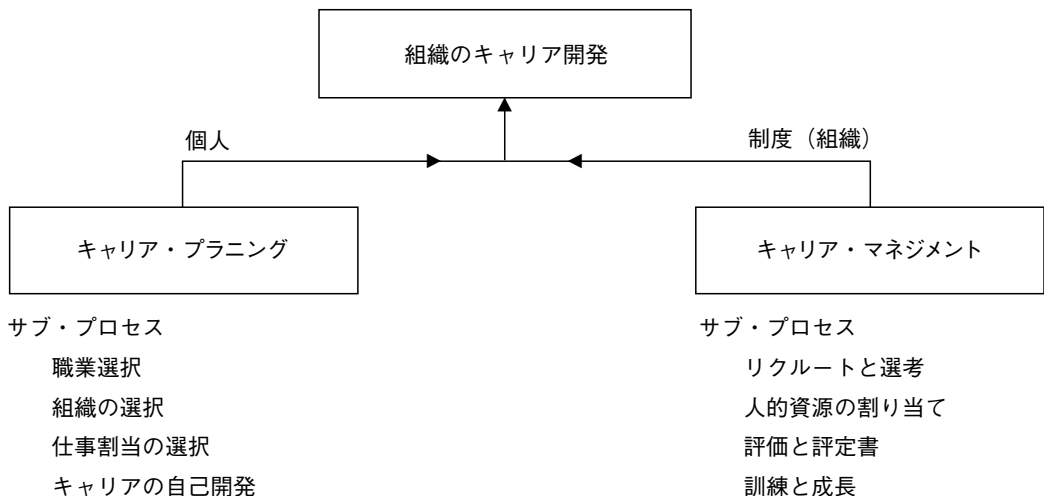 組織のキャリア開発
個人
制度（組織）
キャリア・プラニング
キャリア・マネジメント
サブ・プロセス
職業選択
組織の選択
仕事割当の選択
キャリアの自己開発
サブ・プロセス
リクルートと選考
人的資源の割り当て
評価と評定書
訓練と成長